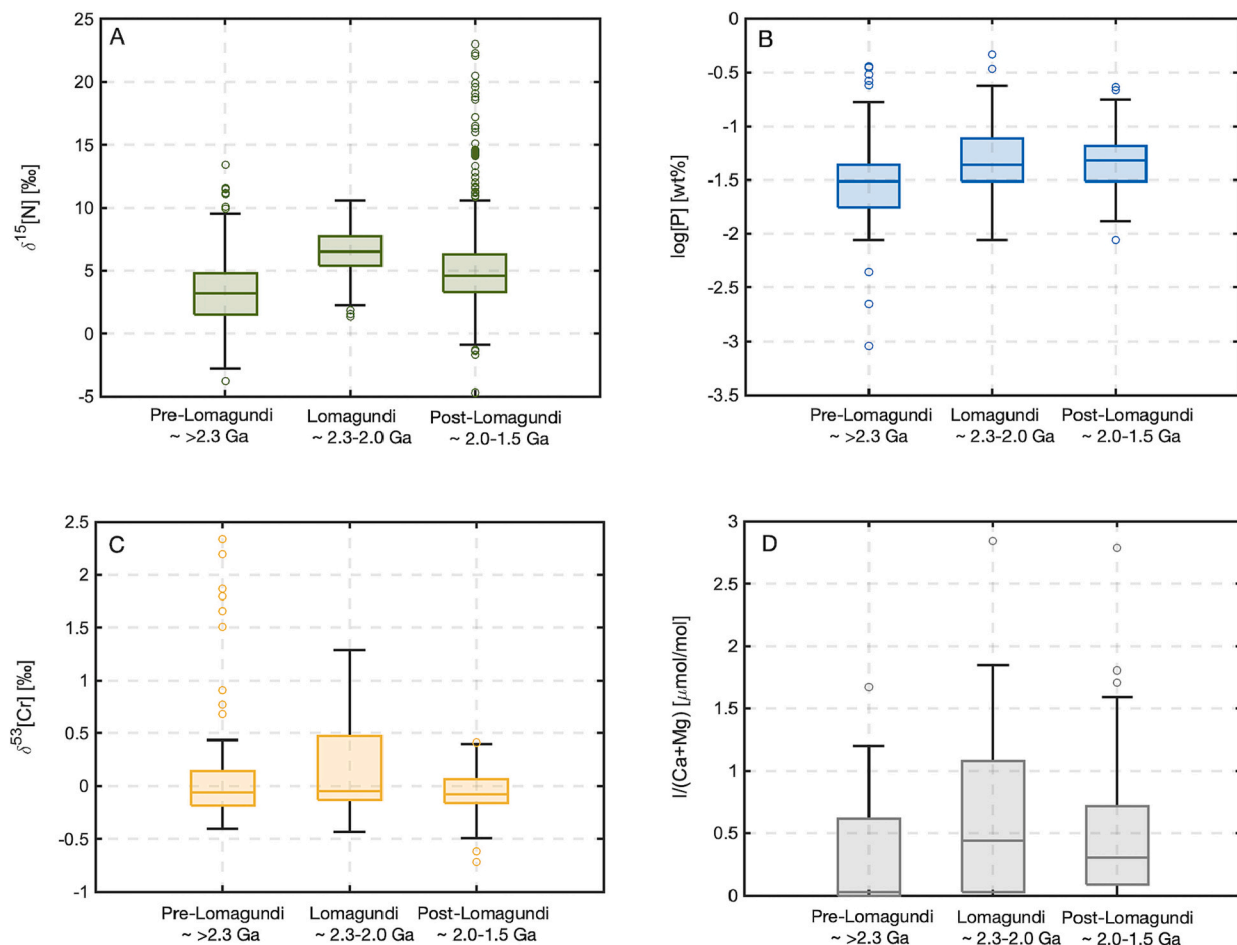 A
25
20
15
10
5
0
-5
δ15[N] [‰]
Pre-Lomagundi Lomagundi Post-Lomagundi
~ >2.3 Ga ~ 2.3-2.0 Ga ~ 2.0-1.5 Ga
B
0
-0.5
-1
-1.5
-2
-2.5
-3
-3.5
log[P] [wt%]
Pre-Lomagundi Lomagundi Post-Lomagundi
~ >2.3 Ga ~ 2.3-2.0 Ga ~ 2.0-1.5 Ga
C
2.5
2
1.5
1
0.5
0
-0.5
-1
δ53[Cr] [‰]
Pre-Lomagundi Lomagundi Post-Lomagundi
~ >2.3 Ga ~ 2.3-2.0 Ga ~ 2.0-1.5 Ga
D
3
2.5
2
1.5
1
0.5
0
I/(Ca+Mg) [μmol/mol]
Pre-Lomagundi Lomagundi Post-Lomagundi
~ >2.3 Ga ~ 2.3-2.0 Ga ~ 2.0-1.5 Ga